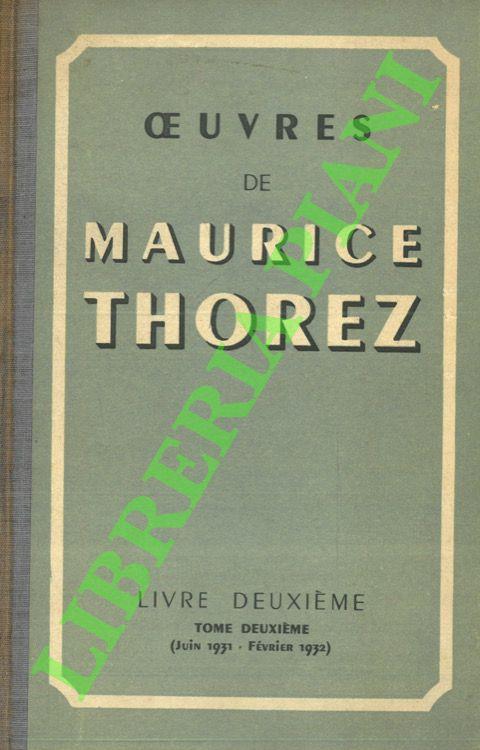 ŒUVRES
DE
MAURICE
THOREZ
LIVRE DEUXIÈME
TOME DEUXIÈME
(Juin 1931 - Février 1932)
LIBRERIA PIANI